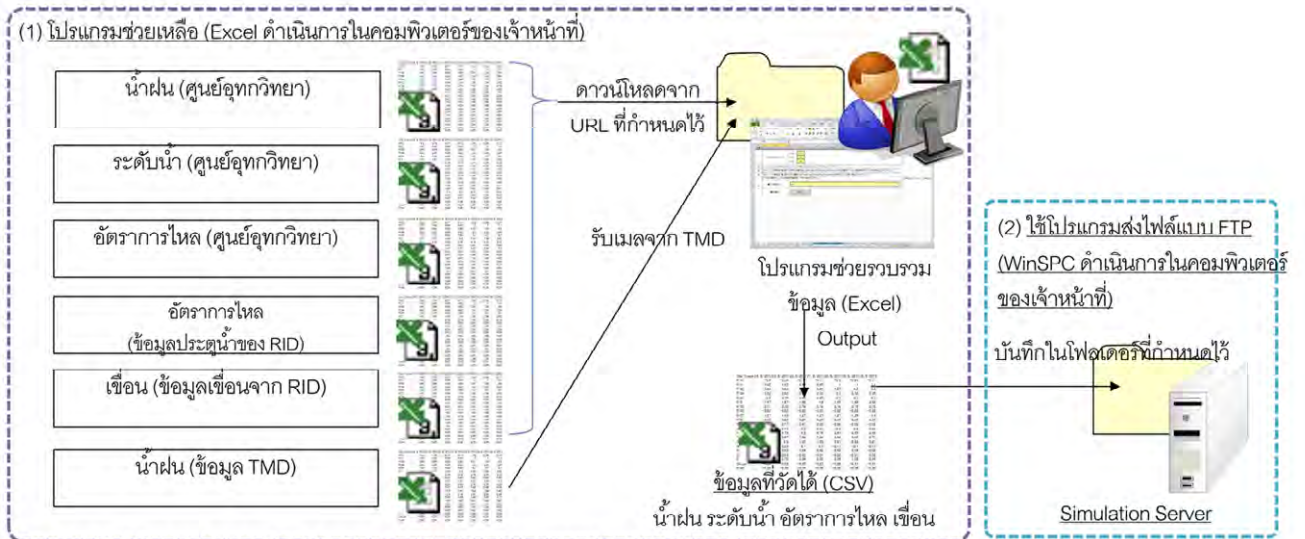 (1) โปรแกรมช่วยเหลือ (Excel ดำเนินการในคอมพิวเตอร์ของเจ้าหน้าที่)
น้ำฝน (ศูนย์อุทกวิทยา)
ระดับน้ำ (ศูนย์อุทกวิทยา)
อัตราการไหล (ศูนย์อุทกวิทยา)
อัตราการไหล
(ข้อมูลประตูน้ำของ RID)
เขื่อน (ข้อมูลเขื่อนจาก RID)
น้ำฝน (ข้อมูล TMD)
ดาวน์โหลดจาก
URL ที่กำหนดไว้
รับเมลจาก TMD
โปรแกรมช่วยรวบรวม
ข้อมูล (Excel)
Output
ข้อมูลที่วัดได้ (CSV)
น้ำฝน ระดับน้ำ อัตราการไหล เขื่อน
(2) ใช้โปรแกรมส่งไฟล์แบบ FTP
(WinSPC ดำเนินการในคอมพิวเตอร์
ของเจ้าหน้าที่)
บันทึกในโฟลเดอร์ที่กำหนดไว้
Simulation Server